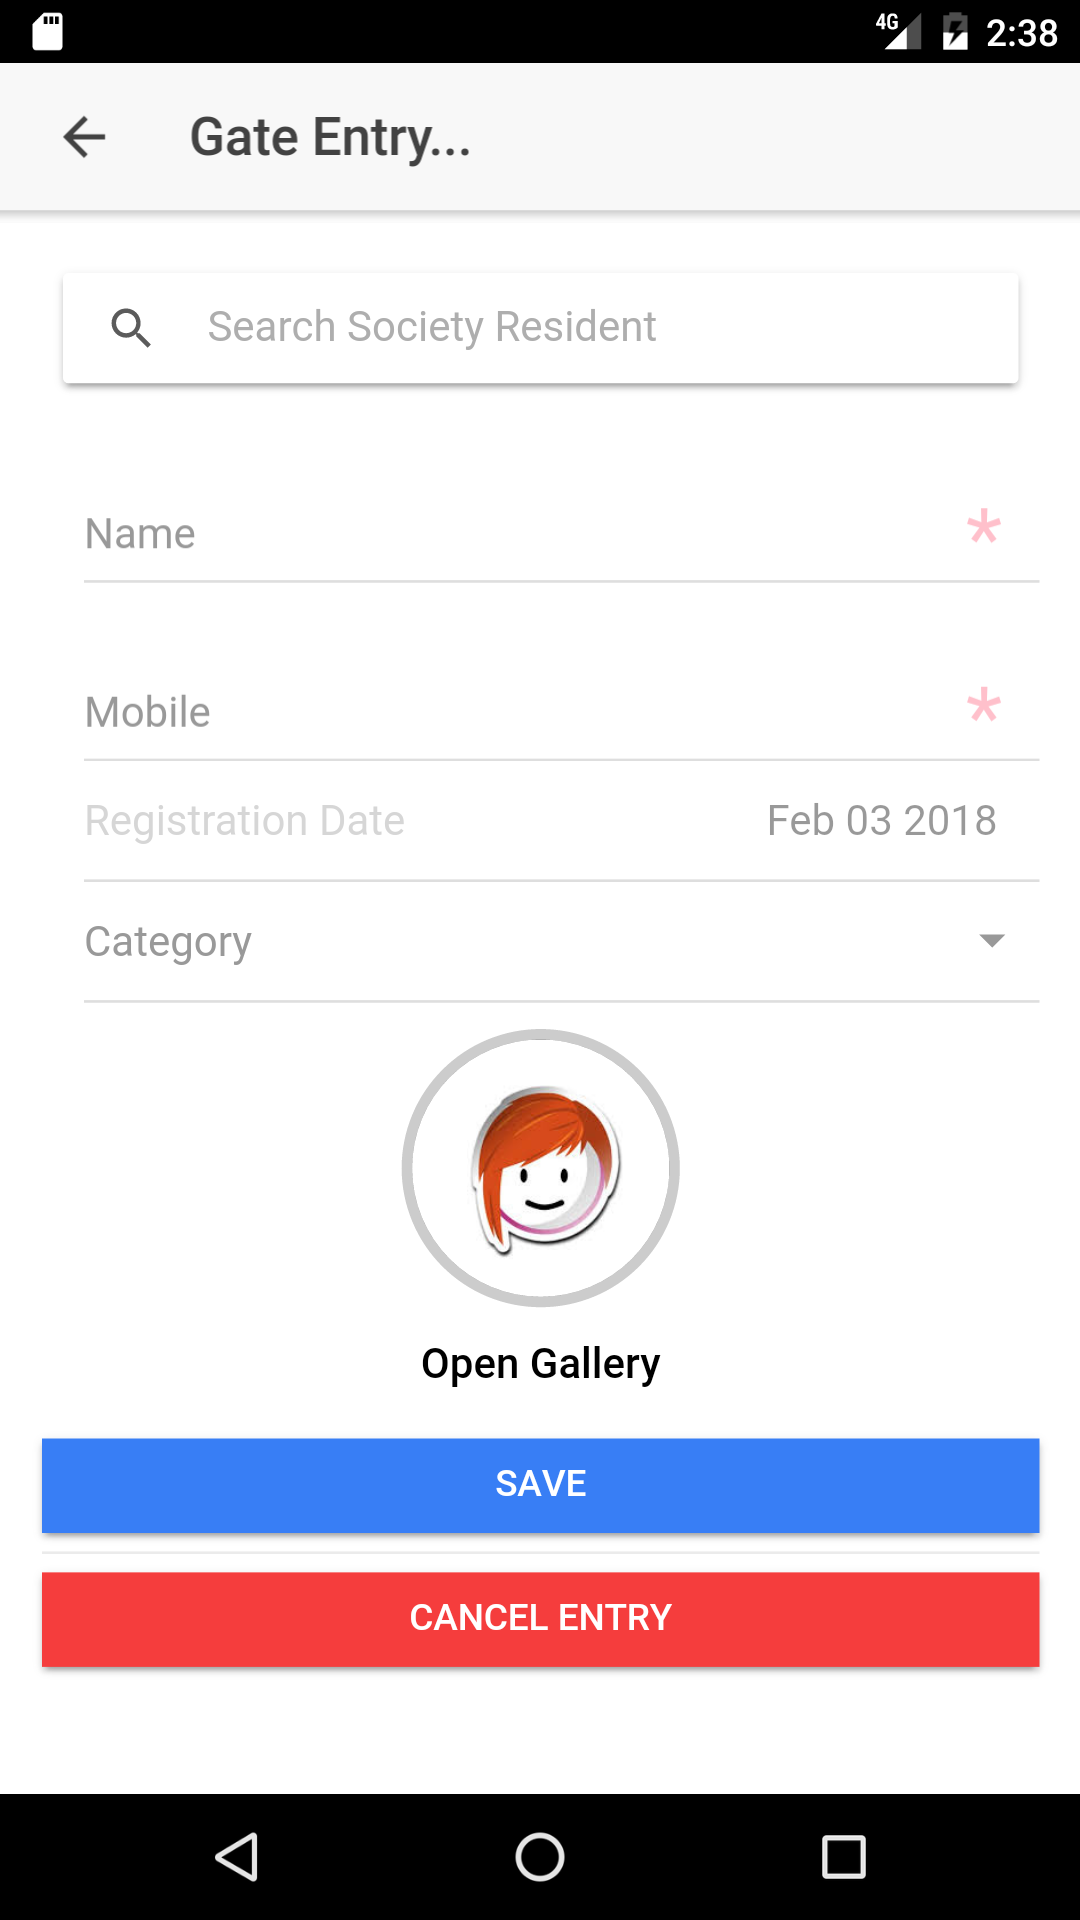 4G 2:38
Gate Entry...
Search Society Resident
Name *
Mobile *
Registration Date Feb 03 2018
Category
Open Gallery
SAVE
CANCEL ENTRY